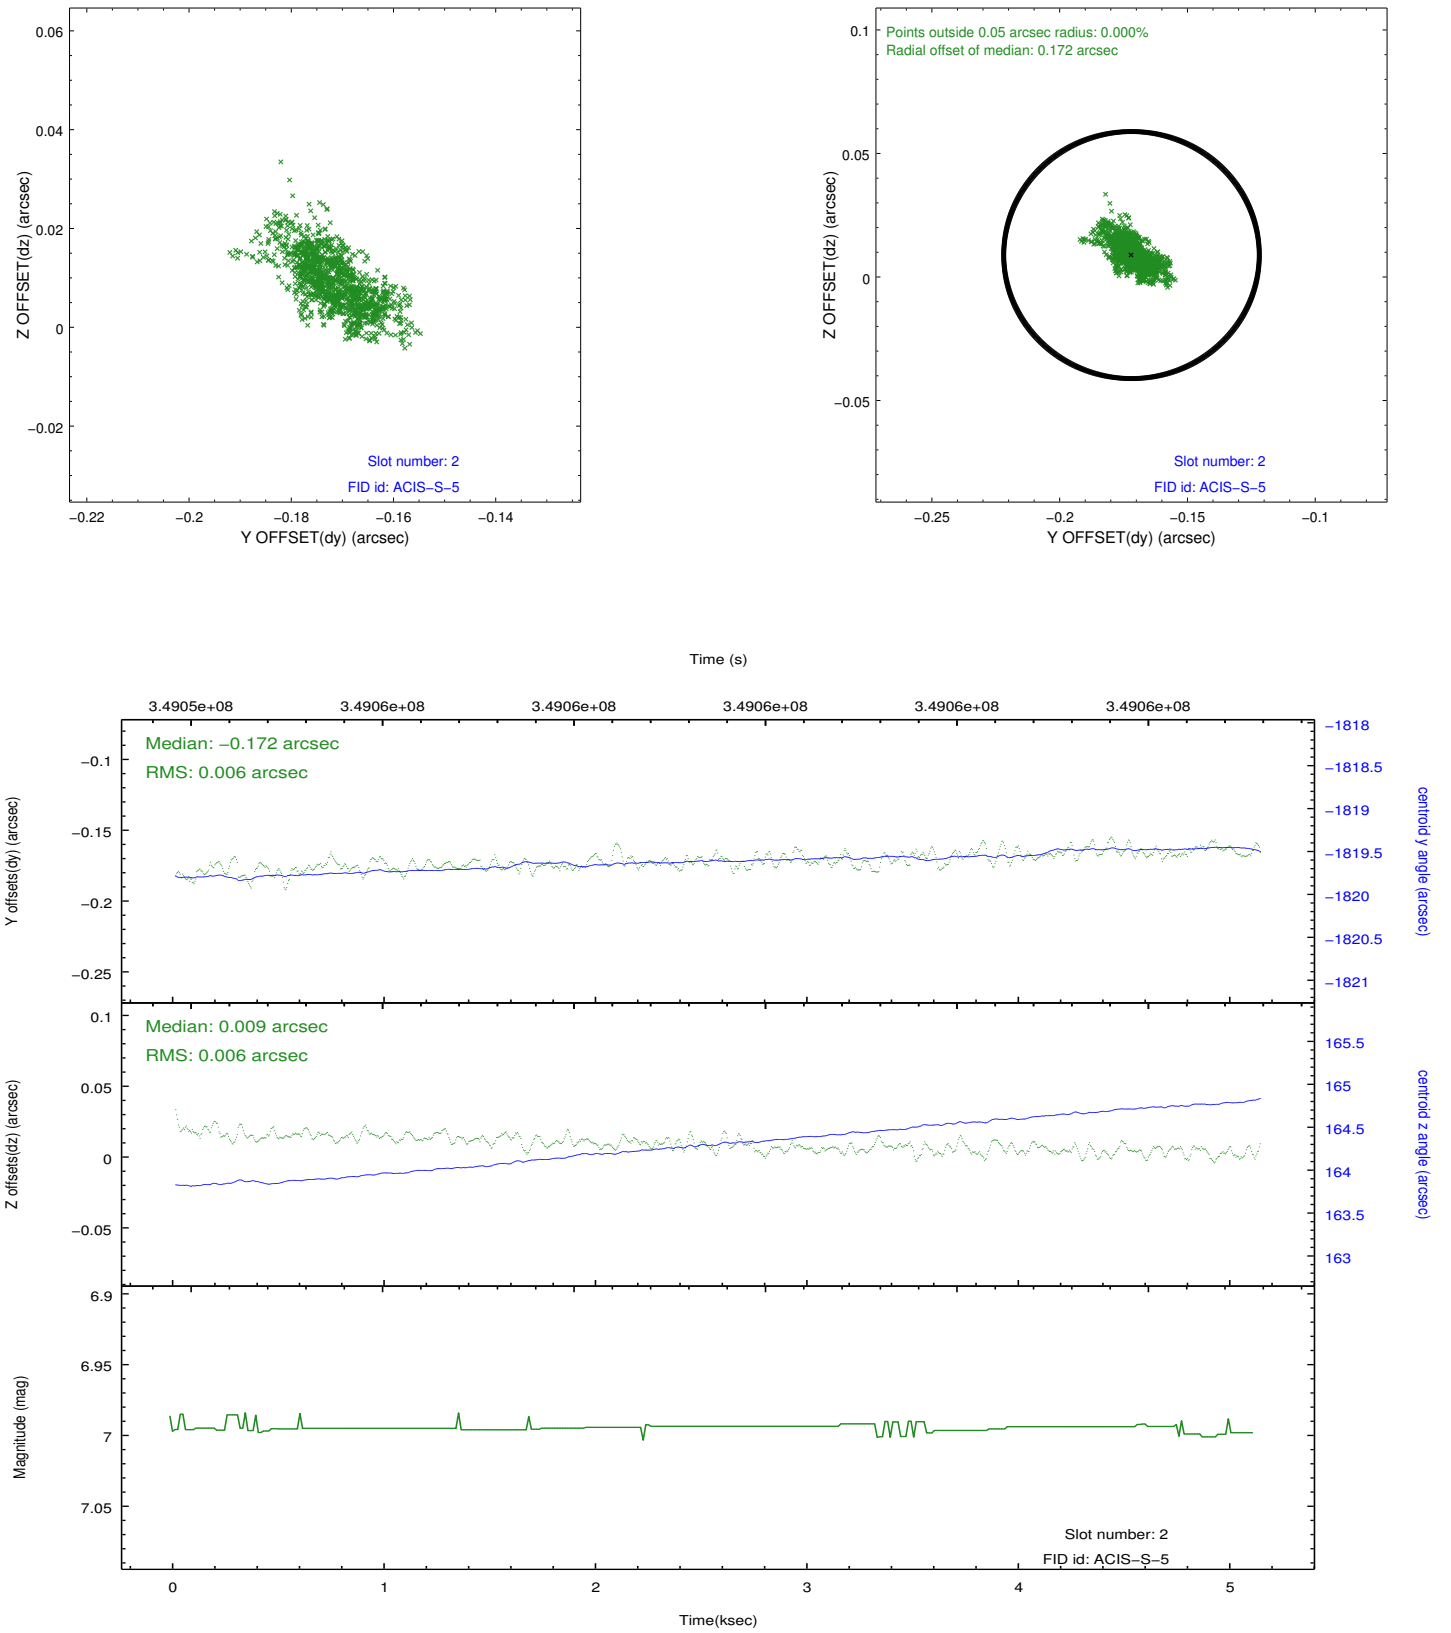 0.06
0.04
0.02
0
−0.02
Z OFFSET(dz) (arcsec)
Slot number: 2
FID id: ACIS−S−5
−0.22
−0.2
−0.18
−0.16
−0.14
Y OFFSET(dy) (arcsec)
Points outside 0.05 arcsec radius: 0.000%
Radial offset of median: 0.172 arcsec
0.1
0.05
0
−0.05
Z OFFSET(dz) (arcsec)
Slot number: 2
FID id: ACIS−S−5
−0.25
−0.2
−0.15
−0.1
Y OFFSET(dy) (arcsec)
Time (s)
3.4905e+08
3.4906e+08
3.4906e+08
3.4906e+08
3.4906e+08
3.4906e+08
Median: −0.172 arcsec
RMS: 0.006 arcsec
−0.1
−0.15
−0.2
−0.25
Y offsets(dy) (arcsec)
−1818
−1818.5
−1819
−1819.5
−1820
−1820.5
−1821
centroid y angle (arcsec)
Median: 0.009 arcsec
RMS: 0.006 arcsec
0.1
0.05
0
−0.05
Z offsets(dz) (arcsec)
165.5
165
164.5
164
163.5
163
centroid z angle (arcsec)
6.9
6.95
7
7.05
Magnitude (mag)
Slot number: 2
FID id: ACIS−S−5
0
1
2
3
4
5
Time(ksec)